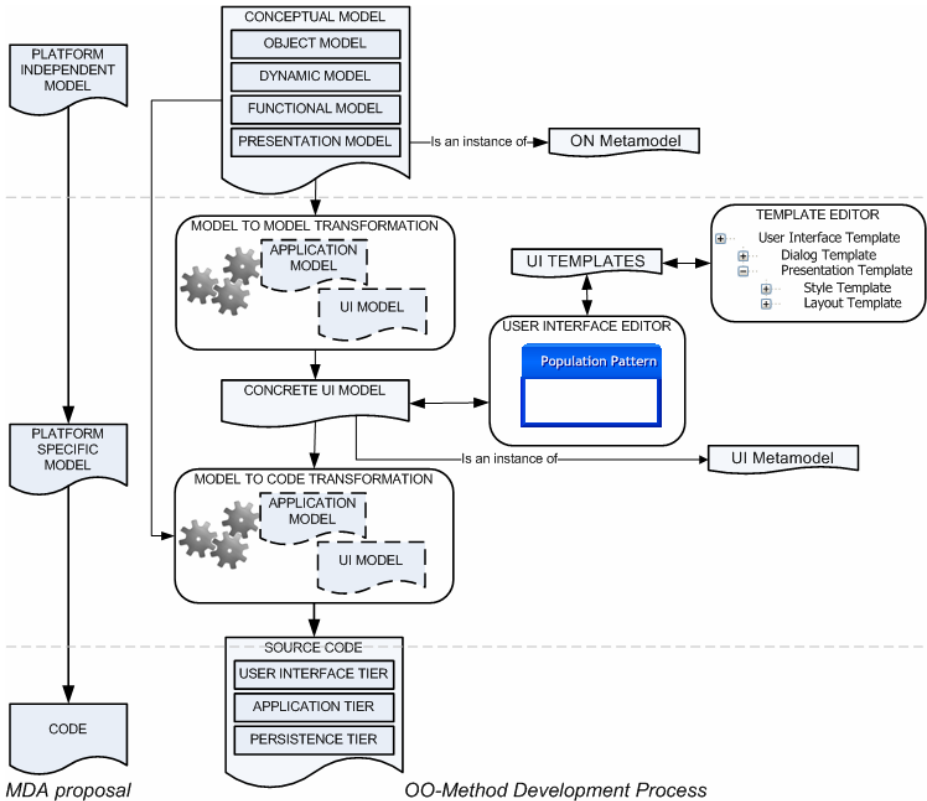 CONCEPTUAL MODEL
OBJECT MODEL
DYNAMIC MODEL
FUNCTIONAL MODEL
PRESENTATION MODEL
PLATFORM
INDEPENDENT
MODEL
Is an instance of
ON Metamodel
MODEL TO MODEL TRANSFORMATION
APPLICATION
MODEL
UI MODEL
UI TEMPLATES
TEMPLATE EDITOR
User Interface Template
Dialog Template
Presentation Template
Style Template
Layout Template
USER INTERFACE EDITOR
Population Pattern
CONCRETE UI MODEL
PLATFORM
SPECIFIC
MODEL
Is an instance of
UI Metamodel
MODEL TO CODE TRANSFORMATION
APPLICATION
MODEL
UI MODEL
SOURCE CODE
USER INTERFACE TIER
APPLICATION TIER
PERSISTENCE TIER
CODE
MDA proposal
OO-Method Development Process